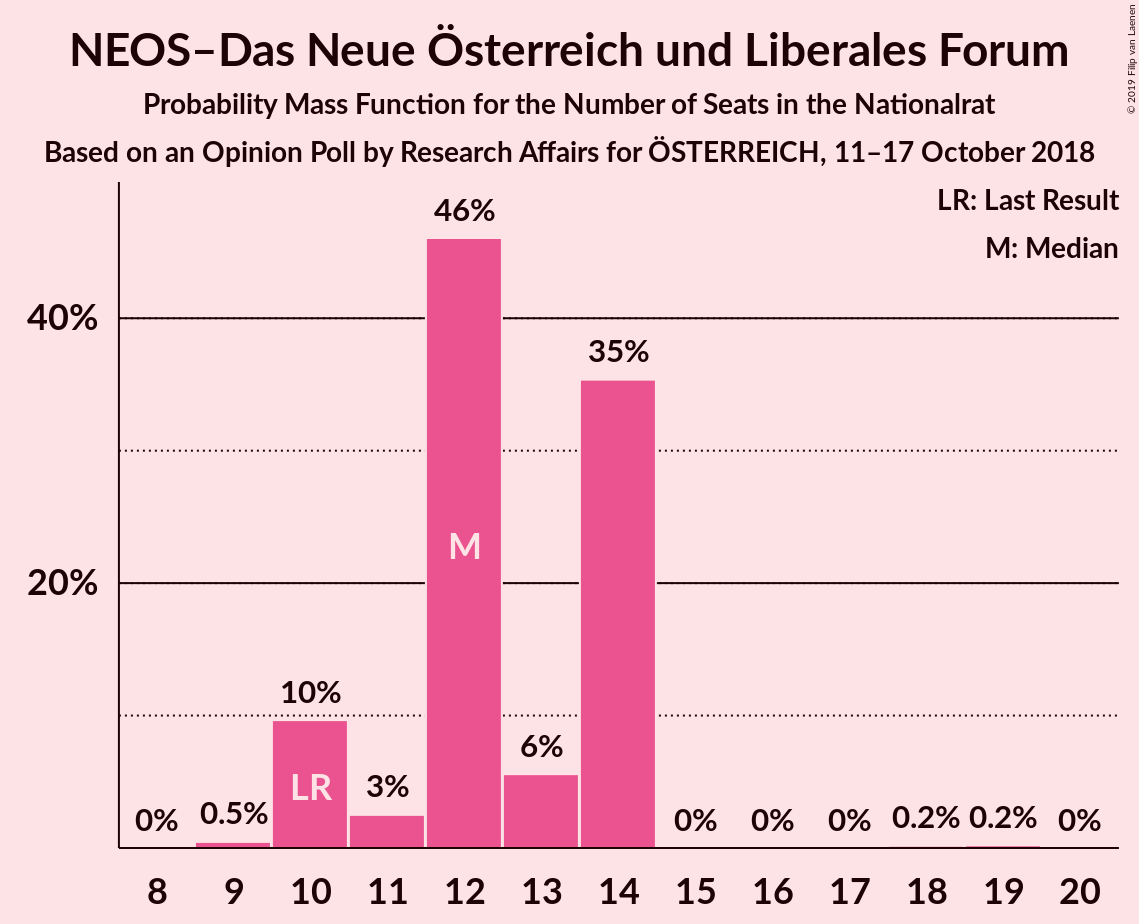 NEOS–Das Neue Österreich und Liberales Forum
Probability Mass Function for the Number of Seats in the Nationalrat
Based on an Opinion Poll by Research Affairs for ÖSTERREICH, 11–17 October 2018
© 2019 Filip van Laenen
LR: Last Result
M: Median
46%
40%
35%
M
20%
10%
6%
LR
3%
0% 0.5% 0% 0% 0% 0.2% 0.2% 0%
8 9 10 11 12 13 14 15 16 17 18 19 20